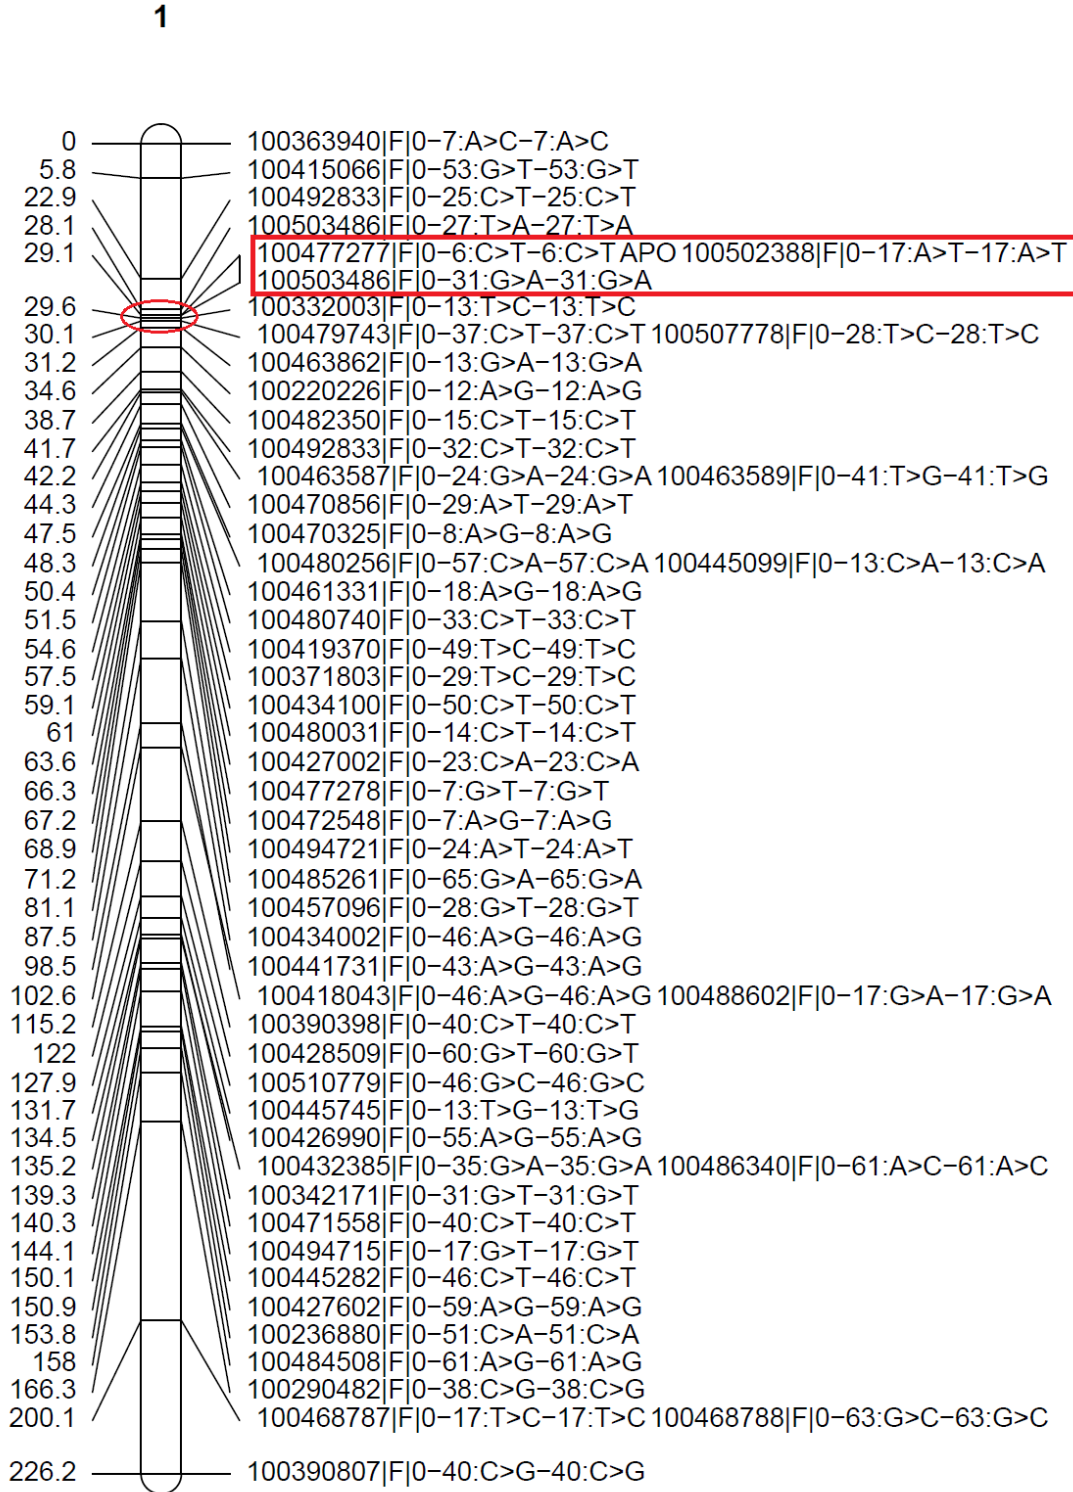 1
0 100363940|F|0−7:A>C−7:A>C
5.8 100415066|F|0−53:G>T−53:G>T
22.9 100492833|F|0−25:C>T−25:C>T
28.1 100503486|F|0−27:T>A−27:T>A
29.1 100477277|F|0−6:C>T−6:C>T APO 100502388|F|0−17:A>T−17:A>T
100503486|F|0−31:G>A−31:G>A
29.6 100332003|F|0−13:T>C−13:T>C
30.1 100479743|F|0−37:C>T−37:C>T 100507778|F|0−28:T>C−28:T>C
31.2 100463862|F|0−13:G>A−13:G>A
34.6 100220226|F|0−12:A>G−12:A>G
38.7 100482350|F|0−15:C>T−15:C>T
41.7 100492833|F|0−32:C>T−32:C>T
42.2 100463587|F|0−24:G>A−24:G>A 100463589|F|0−41:T>G−41:T>G
44.3 100470856|F|0−29:A>T−29:A>T
47.5 100470325|F|0−8:A>G−8:A>G
48.3 100480256|F|0−57:C>A−57:C>A 100445099|F|0−13:C>A−13:C>A
50.4 100461331|F|0−18:A>G−18:A>G
51.5 100480740|F|0−33:C>T−33:C>T
54.6 100419370|F|0−49:T>C−49:T>C
57.5 100371803|F|0−29:T>C−29:T>C
59.1 100434100|F|0−50:C>T−50:C>T
61 100480031|F|0−14:C>T−14:C>T
63.6 100427002|F|0−23:C>A−23:C>A
66.3 100477278|F|0−7:G>T−7:G>T
67.2 100472548|F|0−7:A>G−7:A>G
68.9 100494721|F|0−24:A>T−24:A>T
71.2 100485261|F|0−65:G>A−65:G>A
81.1 100457096|F|0−28:G>T−28:G>T
87.5 100434002|F|0−46:A>G−46:A>G
98.5 100441731|F|0−43:A>G−43:A>G
102.6 100418043|F|0−46:A>G−46:A>G 100488602|F|0−17:G>A−17:G>A
115.2 100390398|F|0−40:C>T−40:C>T
122 100428509|F|0−60:G>T−60:G>T
127.9 100510779|F|0−46:G>C−46:G>C
131.7 100445745|F|0−13:T>G−13:T>G
134.5 100426990|F|0−55:A>G−55:A>G
135.2 100432385|F|0−35:G>A−35:G>A 100486340|F|0−61:A>C−61:A>C
139.3 100342171|F|0−31:G>T−31:G>T
140.3 100471558|F|0−40:C>T−40:C>T
144.1 100494715|F|0−17:G>T−17:G>T
150.1 100445282|F|0−46:C>T−46:C>T
150.9 100427602|F|0−59:A>G−59:A>G
153.8 100236880|F|0−51:C>A−51:C>A
158 100484508|F|0−61:A>G−61:A>G
166.3 100290482|F|0−38:C>G−38:C>G
200.1 100468787|F|0−17:T>C−17:T>C 100468788|F|0−63:G>C−63:G>C
226.2 100390807|F|0−40:C>G−40:C>G